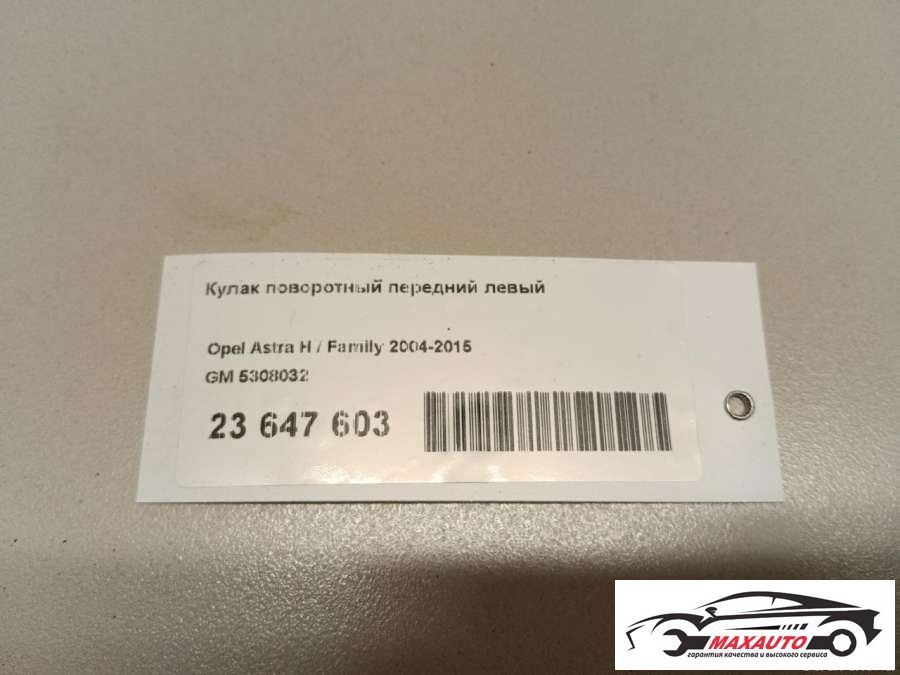 Кулак поворотный передний левый
Opel Astra H / Family 2004-2015
GM 5308032
23 647 603
MAXAUTO
гарантия качества и высокого сервиса